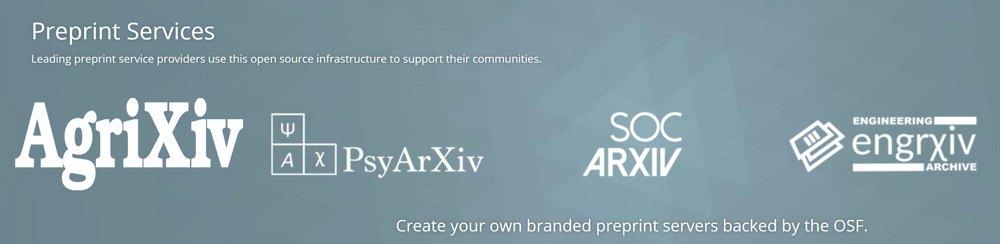 Preprint Services
Leading preprint service providers use this open source infrastructure to support their communities.
AgriXiv
Ψ
A χ PsyArXiv
SOC
ARXIV
ENGINEERING
engrχiv
ARCHIVE
Create your own branded preprint servers backed by the OSF.